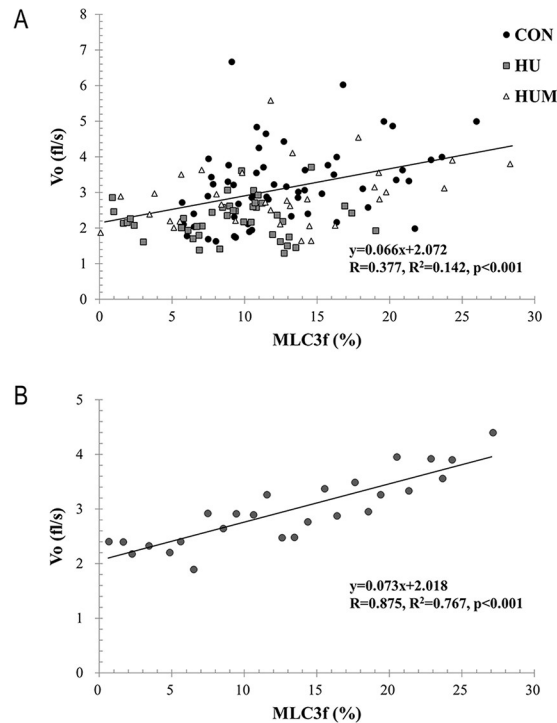 A
8
7
6
5
4
3
2
1
0
Vo (fl/s)
CON
HU
HUM
y=0.066x+2.072
R=0.377, R²=0.142, p<0.001
0 5 10 15 20 25 30
MLC3f (%)
B
5
4
3
2
1
0
Vo (fl/s)
y=0.073x+2.018
R=0.875, R²=0.767, p<0.001
0 5 10 15 20 25 30
MLC3f (%)